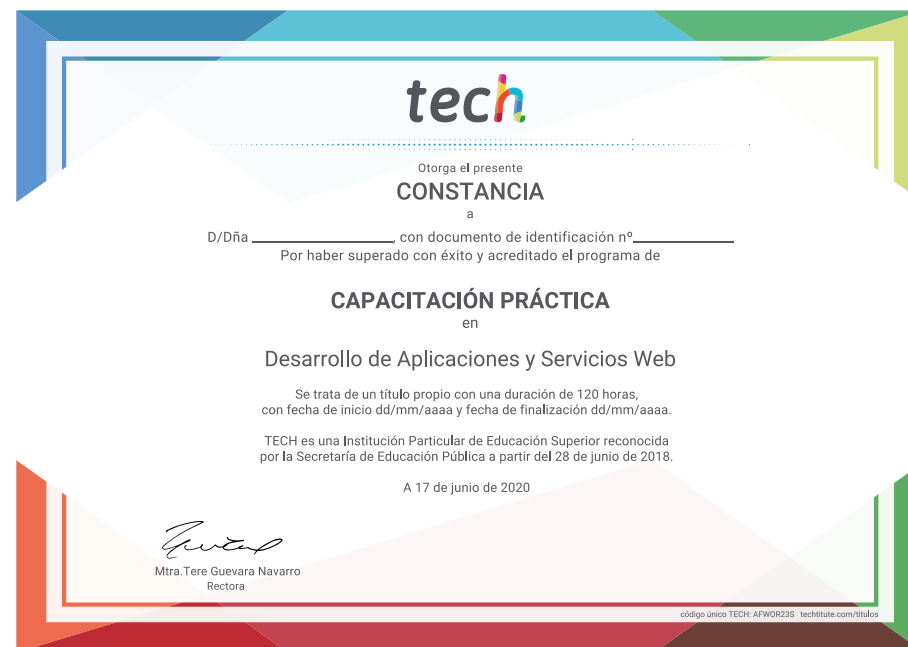 tech
Otorga el presente
CONSTANCIA
a
D/Dña ____________________, con documento de identificación nº______________
Por haber superado con éxito y acreditado el programa de
CAPACITACIÓN PRÁCTICA
en
Desarrollo de Aplicaciones y Servicios Web
Se trata de un título propio con una duración de 120 horas,
con fecha de inicio dd/mm/aaaa y fecha de finalización dd/mm/aaaa.
TECH es una Institución Particular de Educación Superior reconocida
por la Secretaría de Educación Pública a partir del 28 de junio de 2018.
A 17 de junio de 2020
Mtra.Tere Guevara Navarro
Rectora
código único TECH: AFWOR23S techtitute.com/titulos